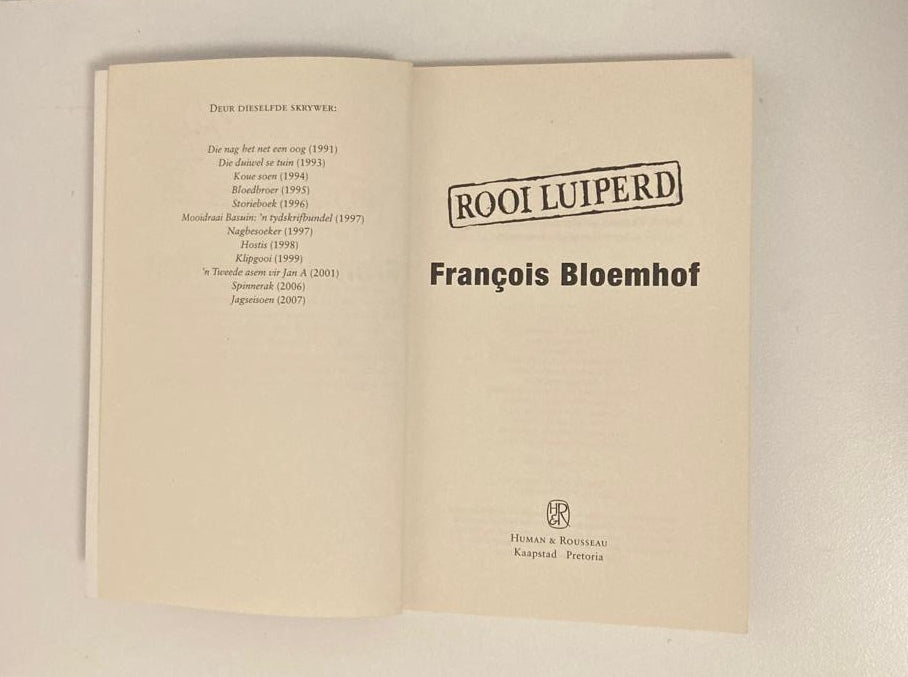 DEUR DIESELFDE SKRYWER:
Die nag het net een oog (1991)
Die duiwel se tuin (1993)
Koue soen (1994)
Bloedbroer (1995)
Storieboek (1996)
Mooidraai Basuin: 'n tydskrifbundel (1997)
Nagbesoeker (1997)
Hostis (1998)
Klipgooi (1999)
'n Tweede asem vir Jan A (2001)
Spinnerak (2006)
Jagseisoen (2007)
ROOI LUIPERD
François Bloemhof
H&R
HUMAN & ROUSSEAU
Kaapstad Pretoria